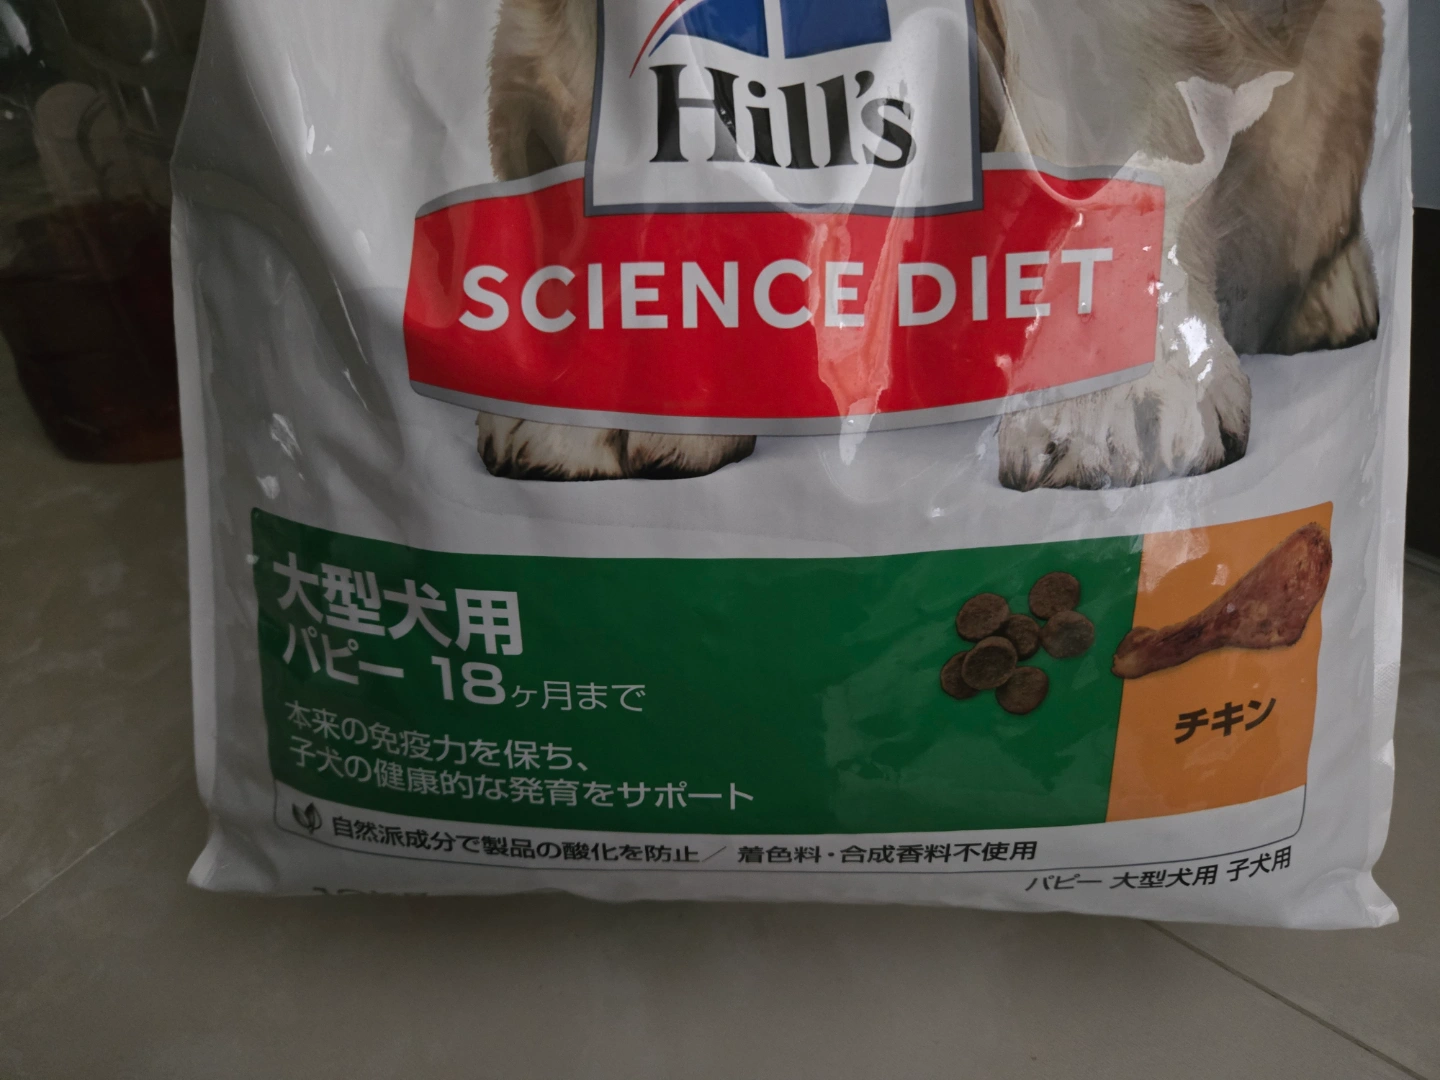 Hill's
SCIENCE DIET
大型犬用
パピー 18ヶ月まで
本来の免疫力を保ち、
子犬の健康的な発育をサポート
チキン
自然派成分で製品の酸化を防止／ 着色料・合成香料不使用
パピー 大型犬用 子犬用